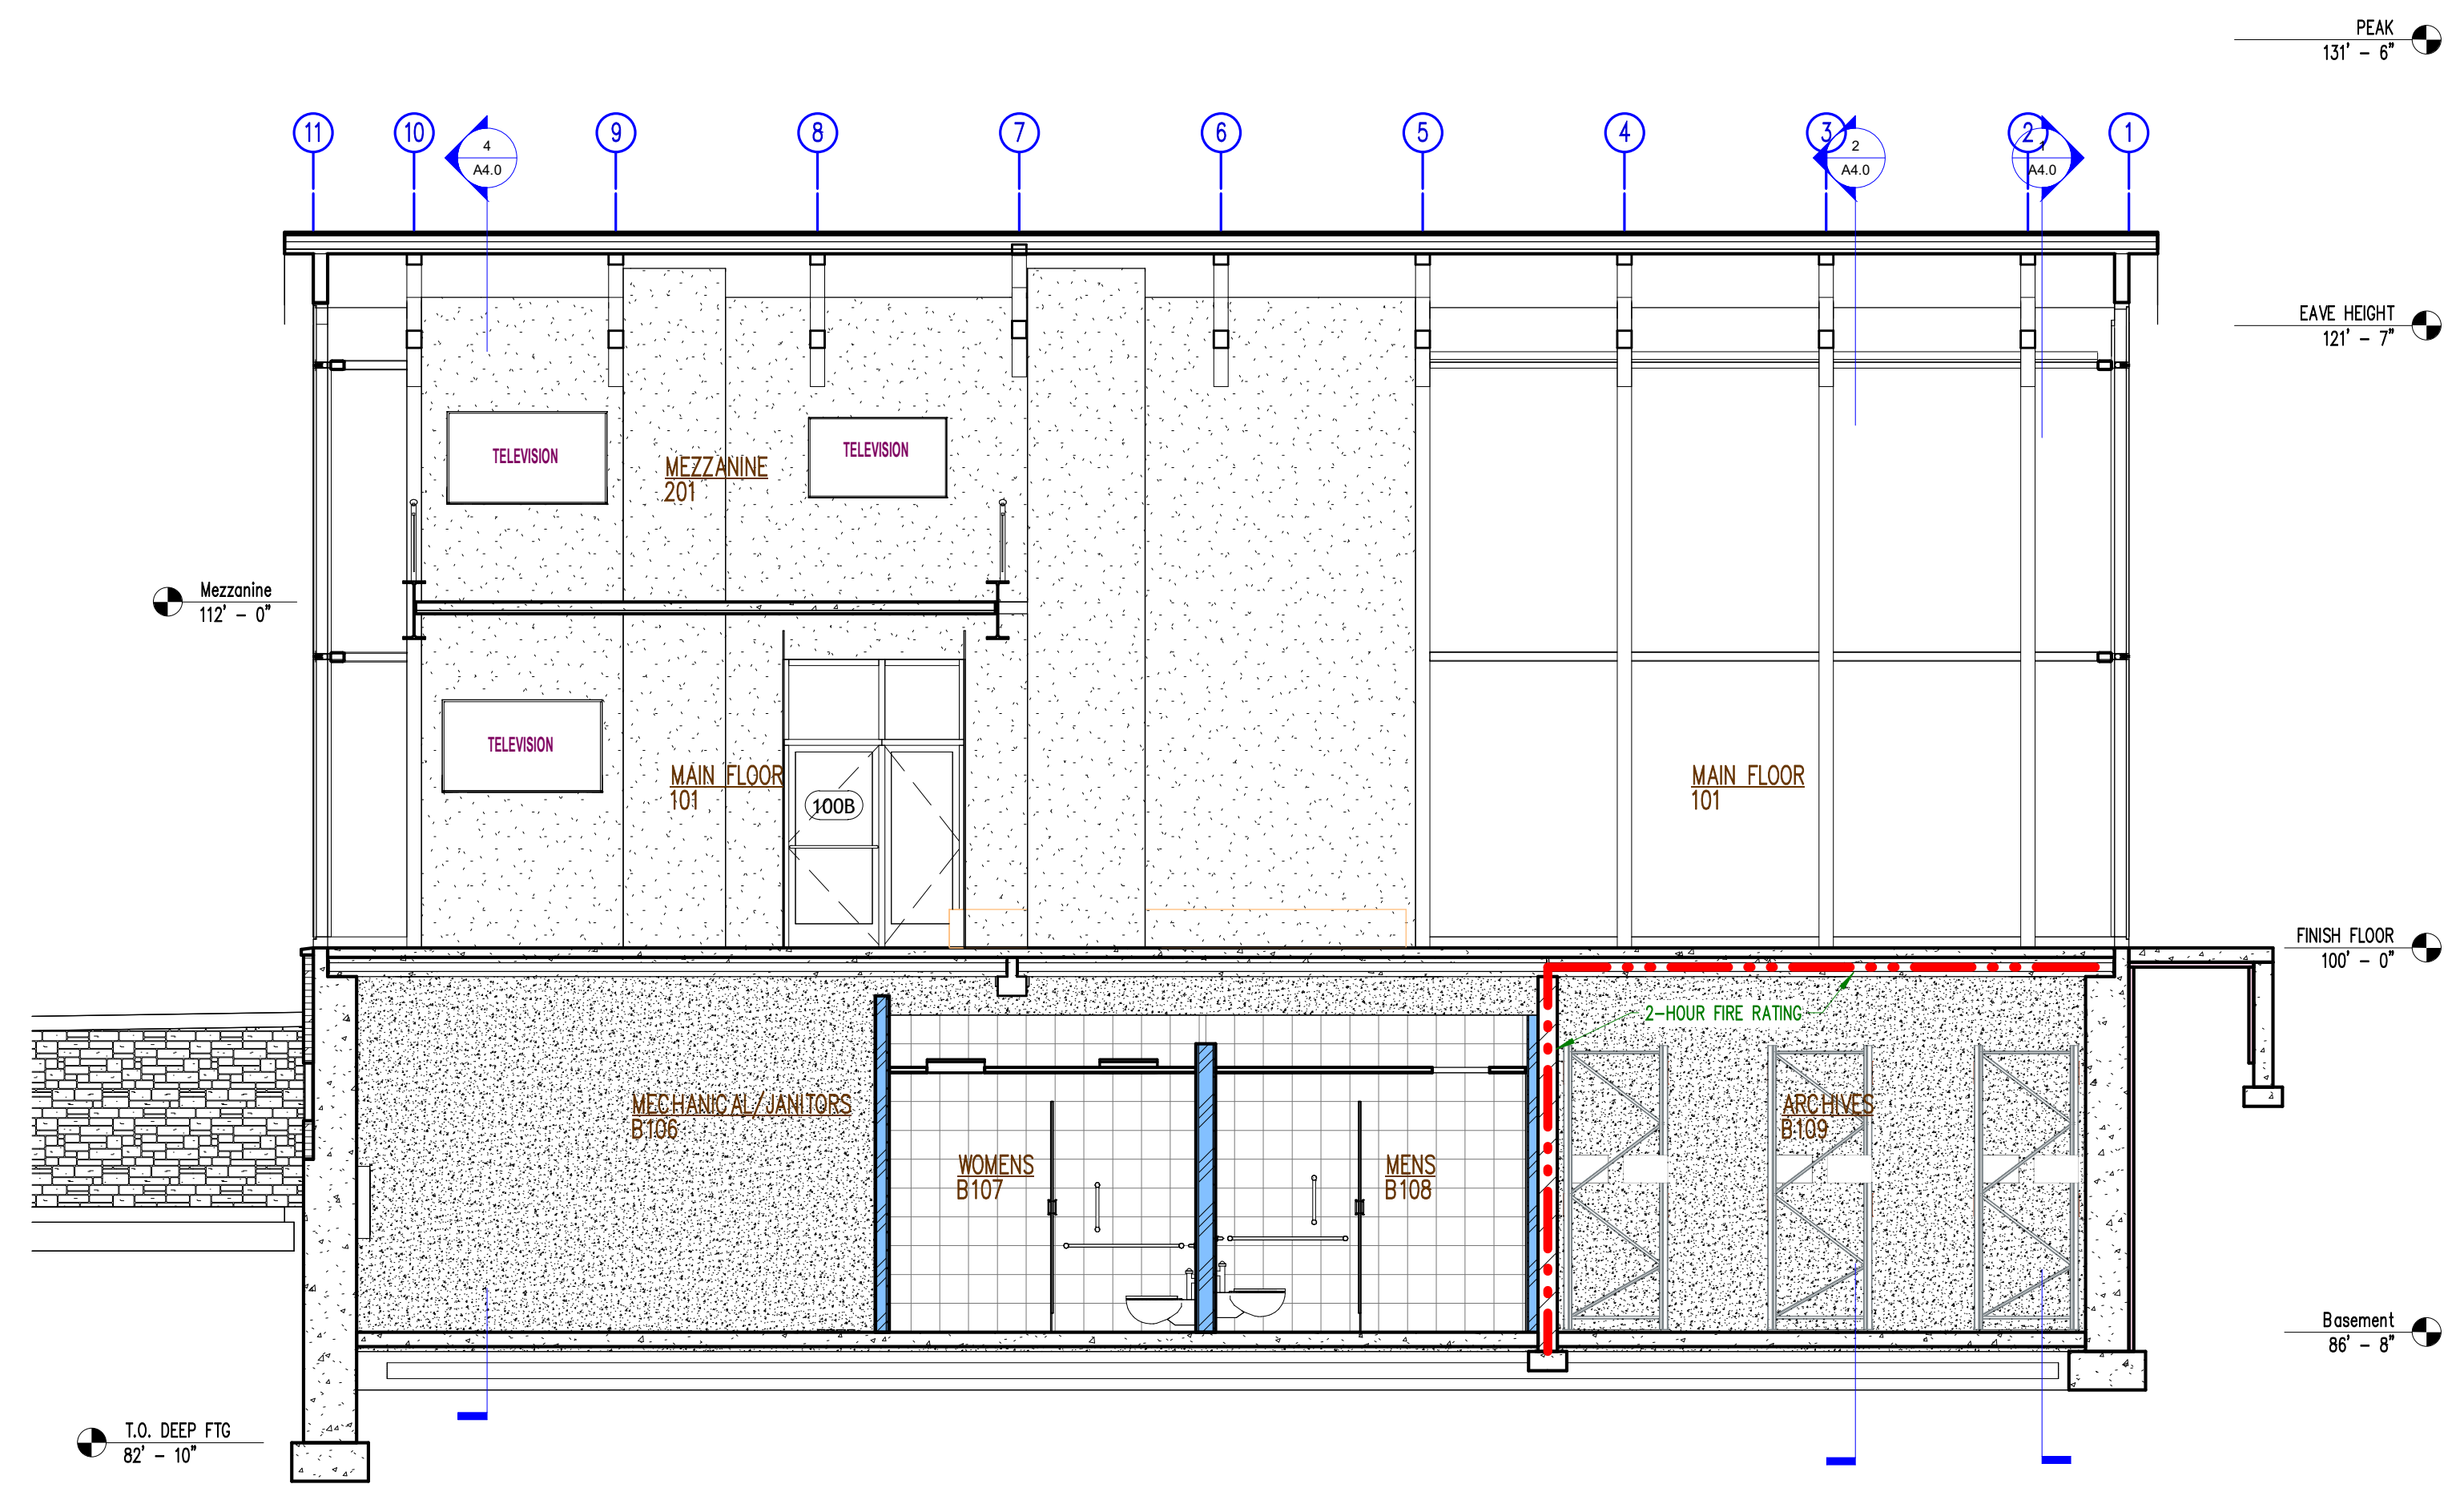 PEAK
131' - 6"
11
10
9
8
7
6
5
4
3
2
1
4
A4.0
2
A4.0
1
A4.0
EAVE HEIGHT
121' - 7"
TELEVISION
TELEVISION
MEZZANINE
201
Mezzanine
112' - 0"
TELEVISION
MAIN FLOOR
101
100B
MAIN FLOOR
101
FINISH FLOOR
100' - 0"
2-HOUR FIRE RATING
MECHANICAL/JANITORS
B106
ARCHIVES
B109
WOMENS
B107
MENS
B108
Basement
86' - 8"
T.O. DEEP FTG
82' - 10"